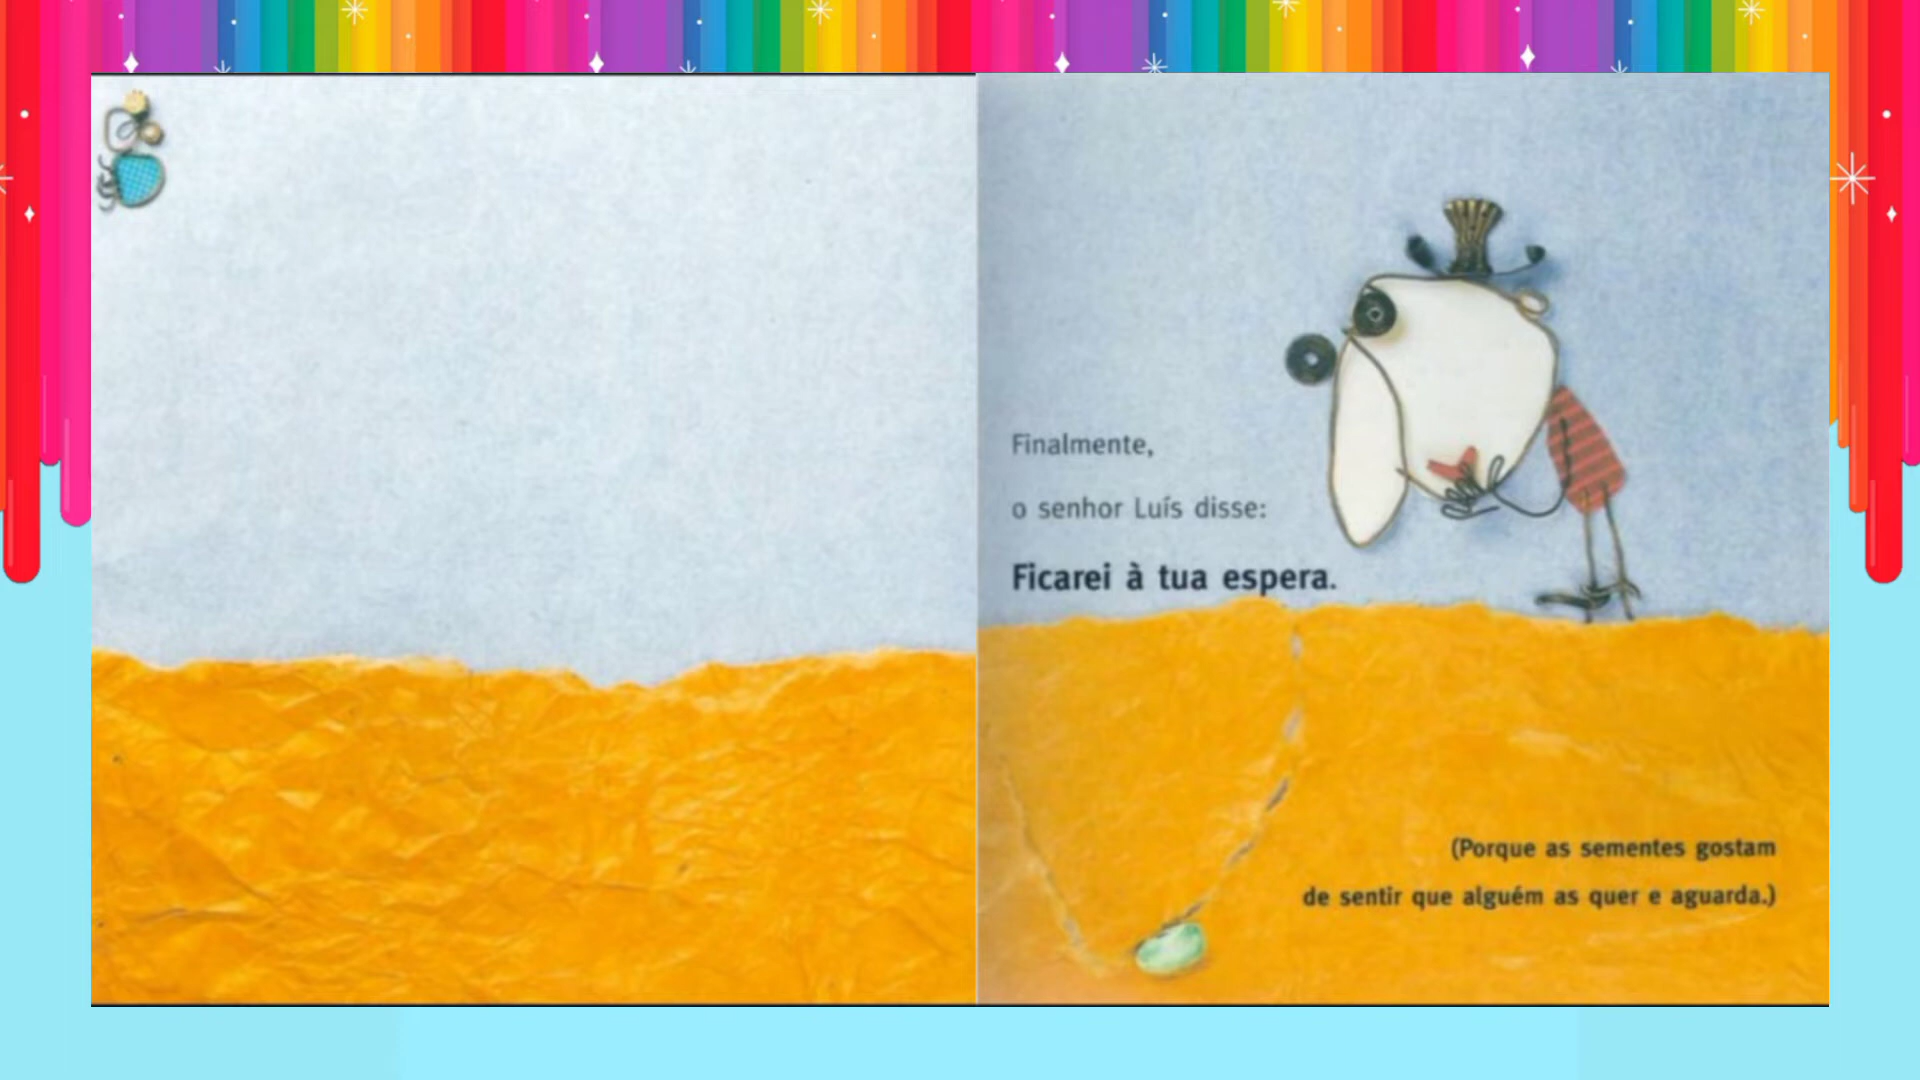 Finalmente,
o senhor Luís disse:
Ficarei à tua espera.
(Porque as sementes gostam
de sentir que alguém as quer e aguarda.)